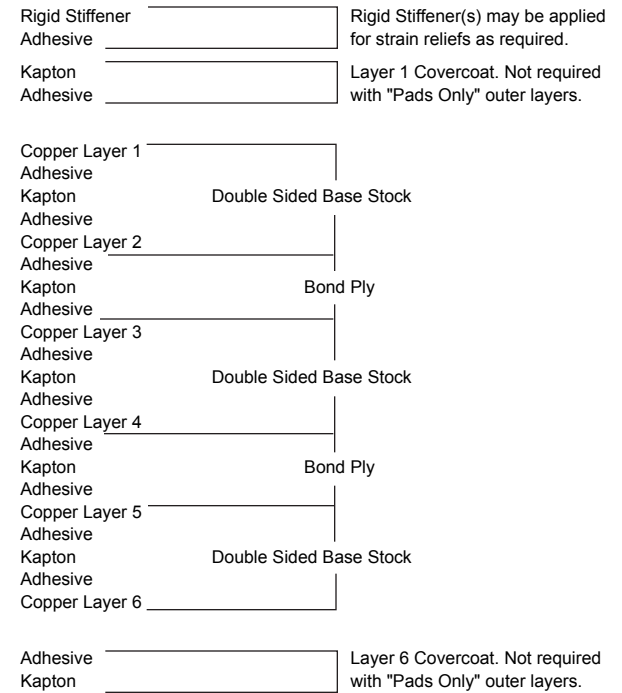 Rigid Stiffener Rigid Stiffener(s) may be applied
Adhesive for strain reliefs as required.
Kapton Layer 1 Covercoat. Not required
Adhesive with "Pads Only" outer layers.
Copper Layer 1
Adhesive
Kapton Double Sided Base Stock
Adhesive
Copper Layer 2
Adhesive
Kapton Bond Ply
Adhesive
Copper Layer 3
Adhesive
Kapton Double Sided Base Stock
Adhesive
Copper Layer 4
Adhesive
Kapton Bond Ply
Adhesive
Copper Layer 5
Adhesive
Kapton Double Sided Base Stock
Adhesive
Copper Layer 6
Adhesive Layer 6 Covercoat. Not required
Kapton with "Pads Only" outer layers.